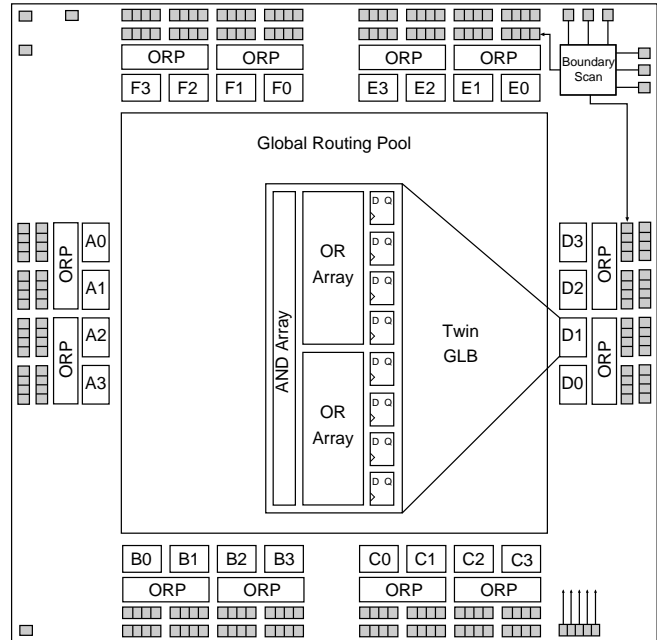 ORP ORP ORP ORP
F3 F2 F1 F0 E3 E2 E1 E0
Boundary
Scan
Global Routing Pool
A0
A1
ORP
A2
A3
ORP
AND Array
OR
Array
OR
Array
D Q
D Q
D Q
D Q
D Q
D Q
D Q
D Q
Twin
GLB
D3
D2
ORP
D1
D0
ORP
B0 B1 B2 B3 C0 C1 C2 C3
ORP ORP ORP ORP